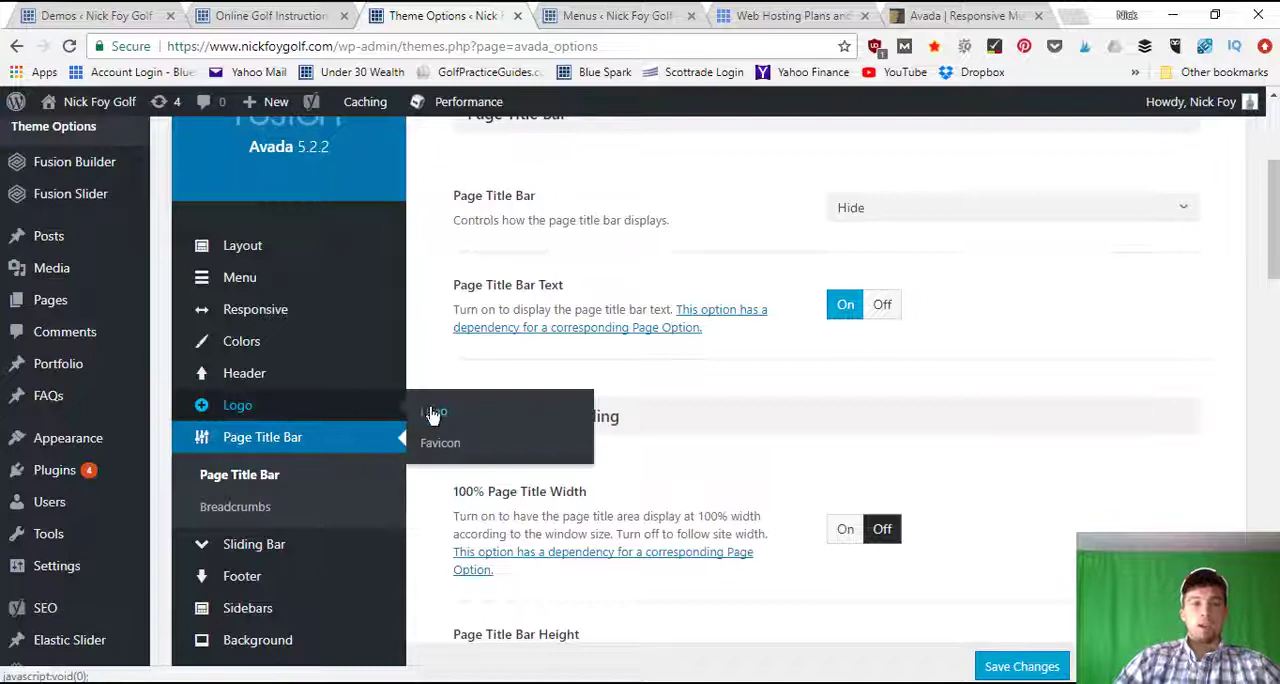 Demos ‹ Nick Foy Golf
Online Golf Instruction
Theme Options ‹ Nick
Menus ‹ Nick Foy Golf
Web Hosting Plans and
Avada | Responsive Mu
Nick
Secure
https://www.nickfoygolf.com/wp-admin/themes.php?page=avada_options
Apps
Account Login - Blue
Yahoo Mail
Under 30 Wealth
GolfPracticeGuides.c
Blue Spark
Scottrade Login
Yahoo Finance
YouTube
Dropbox
»
Other bookmarks
Nick Foy Golf
4
0
New
Caching
Performance
Howdy, Nick Foy
Theme Options
Fusion Builder
Fusion Slider
Posts
Media
Pages
Comments
Portfolio
FAQs
Appearance
Plugins 4
Users
Tools
Settings
SEO
Elastic Slider
Avada 5.2.2
Layout
Menu
Responsive
Colors
Header
Logo
Page Title Bar
Page Title Bar
Breadcrumbs
Sliding Bar
Footer
Sidebars
Background
Favicon
Page Title Bar
Page Title Bar
Controls how the page title bar displays.
Hide
Page Title Bar Text
Turn on to display the page title bar text. This option has a
dependency for a corresponding Page Option.
On Off
100% Page Title Width
Turn on to have the page title area display at 100% width
according to the window size. Turn off to follow site width.
This option has a dependency for a corresponding Page
Option.
On Off
Page Title Bar Height
Save Changes
javascript:void(0);